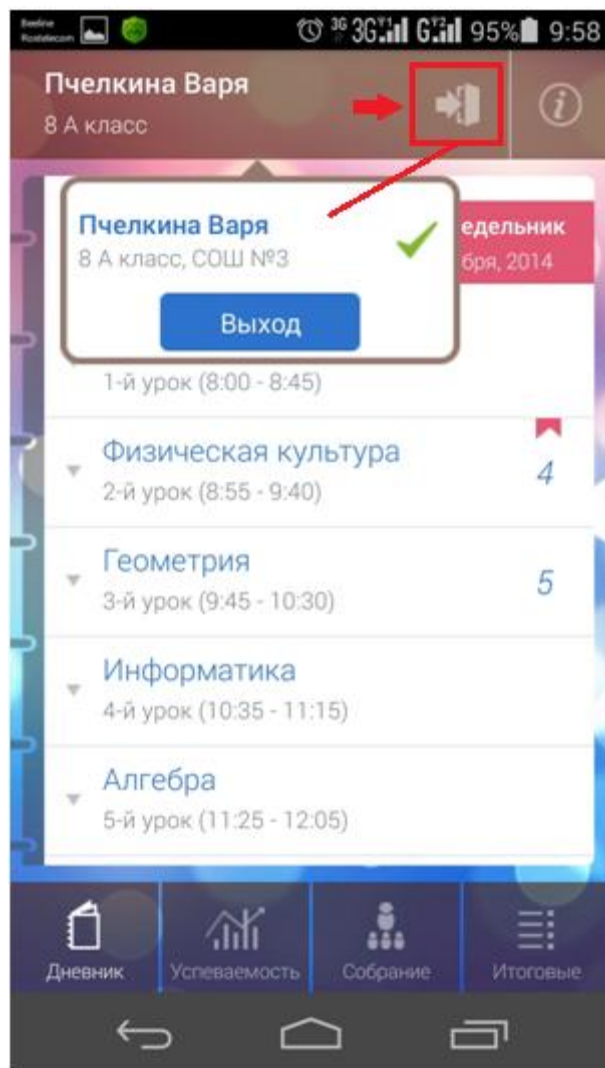 Beeline
Rostelecom
3G 3G 1 G 2 95% 9:58
Пчелкина Варя
8 А класс
i
Пчелкина Варя
8 А класс, СОШ №3
Выход
едельник
бря, 2014
1-й урок (8:00 - 8:45)
Физическая культура
2-й урок (8:55 - 9:40)
4
Геометрия
3-й урок (9:45 - 10:30)
5
Информатика
4-й урок (10:35 - 11:15)
Алгебра
5-й урок (11:25 - 12:05)
Дневник
Успеваемость
Собрание
Итоговые